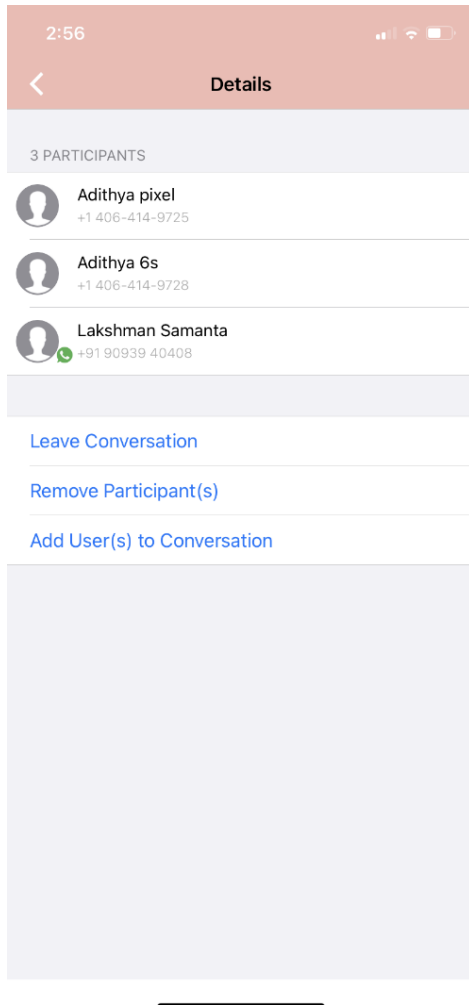 2:56
Details
3 PARTICIPANTS
Adithya pixel
+1 406-414-9725
Adithya 6s
+1 406-414-9728
Lakshman Samanta
+91 90939 40408
Leave Conversation
Remove Participant(s)
Add User(s) to Conversation